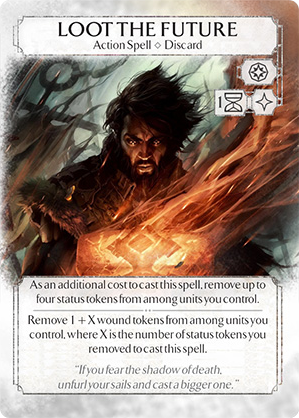 LOOT THE FUTURE
Action Spell ◇ Discard
1
As an additional cost to cast this spell, remove up to
four status tokens from among units you control.
Remove 1 + X wound tokens from among units you
control, where X is the number of status tokens you
removed to cast this spell.
"If you fear the shadow of death,
unfurl your sails and cast a bigger one."